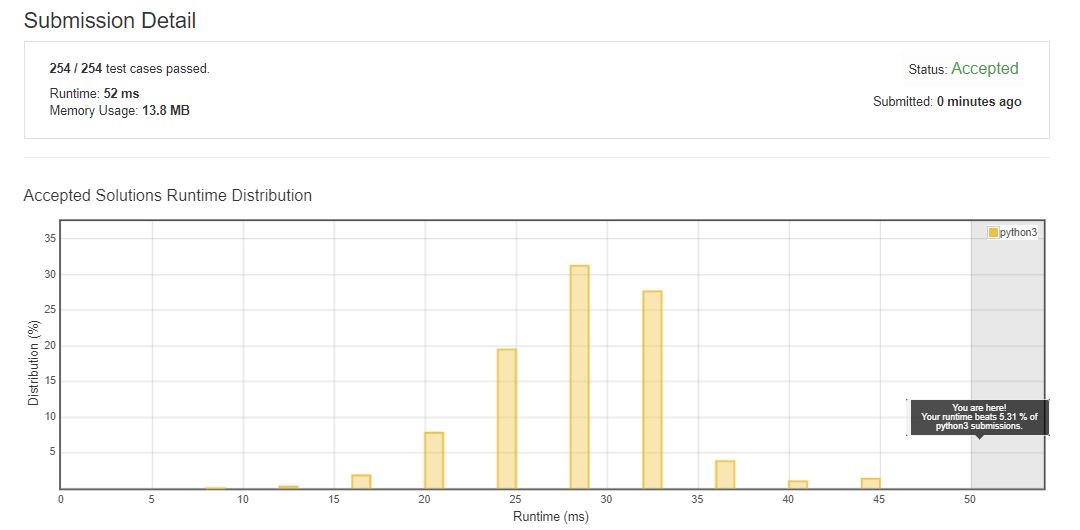 Submission Detail
254 / 254 test cases passed.
Status: Accepted
Runtime: 52 ms
Memory Usage: 13.8 MB
Submitted: 0 minutes ago
Accepted Solutions Runtime Distribution
python3
35
30
25
20
15
10
5
Distribution (%)
You are here!
Your runtime beats 5.31 % of
python3 submissions.
0 5 10 15 20 25 30 35 40 45 50
Runtime (ms)